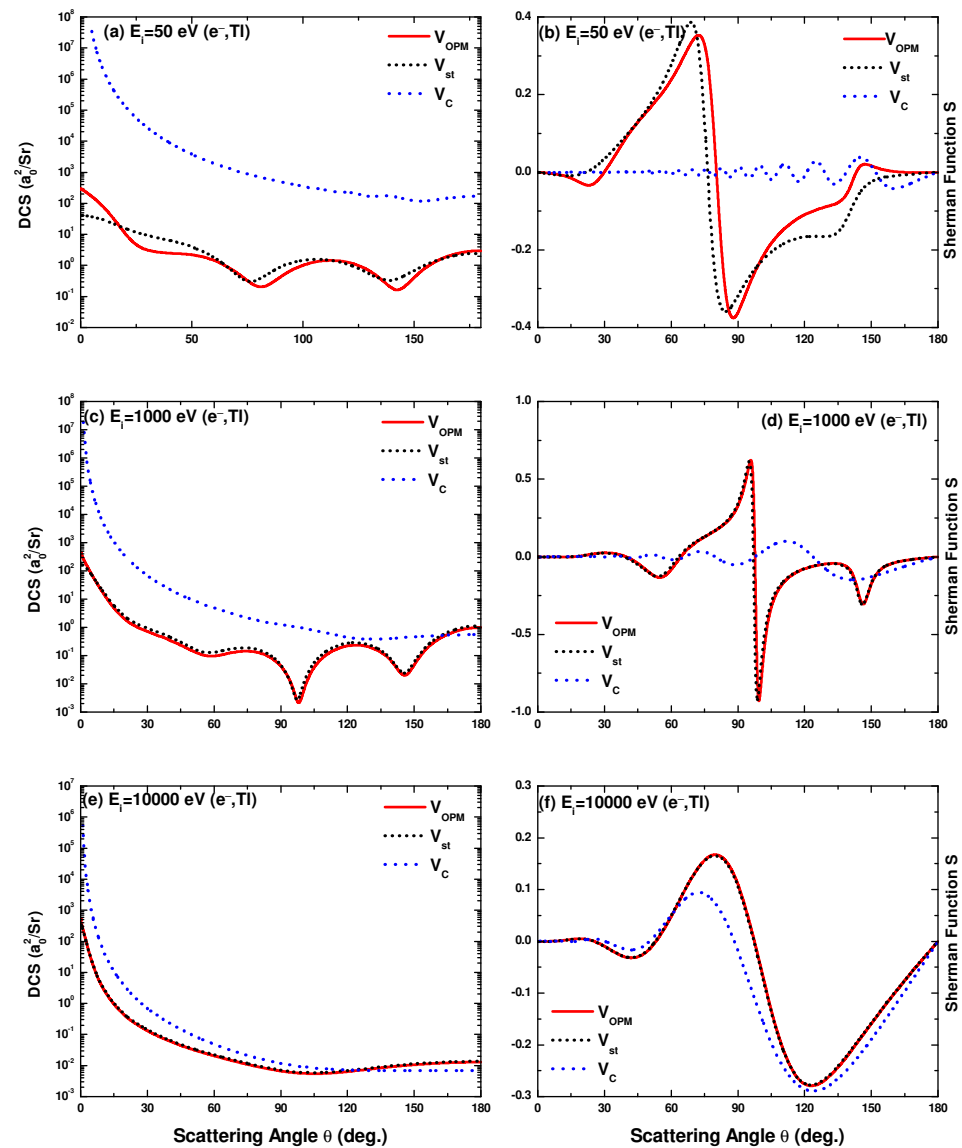 (a) E_i=50 eV (e⁻,Tl)
V_OPM
V_st
V_C
DCS (a₀²/Sr)
10⁸
10⁷
10⁶
10⁵
10⁴
10³
10²
10¹
10⁰
10⁻¹
10⁻²
0 50 100 150
(b) E_i=50 eV (e⁻,Tl)
V_OPM
V_st
V_C
Sherman Function S
0.4
0.2
0.0
-0.2
-0.4
0 30 60 90 120 150 180
(c) E_i=1000 eV (e⁻,Tl)
V_OPM
V_st
V_C
DCS (a₀²/Sr)
10⁸
10⁷
10⁶
10⁵
10⁴
10³
10²
10¹
10⁰
10⁻¹
10⁻²
10⁻³
0 30 60 90 120 150 180
(d) E_i=1000 eV (e⁻,Tl)
V_OPM
V_st
V_C
Sherman Function S
1.0
0.5
0.0
-0.5
-1.0
0 30 60 90 120 150 180
(e) E_i=10000 eV (e⁻,Tl)
V_OPM
V_st
V_C
DCS (a₀²/Sr)
10⁷
10⁶
10⁵
10⁴
10³
10²
10¹
10⁰
10⁻¹
10⁻²
10⁻³
0 30 60 90 120 150 180
Scattering Angle θ (deg.)
(f) E_i=10000 eV (e⁻,Tl)
V_OPM
V_st
V_C
Sherman Function S
0.3
0.2
0.1
0.0
-0.1
-0.2
-0.3
0 30 60 90 120 150 180
Scattering Angle θ (deg.)